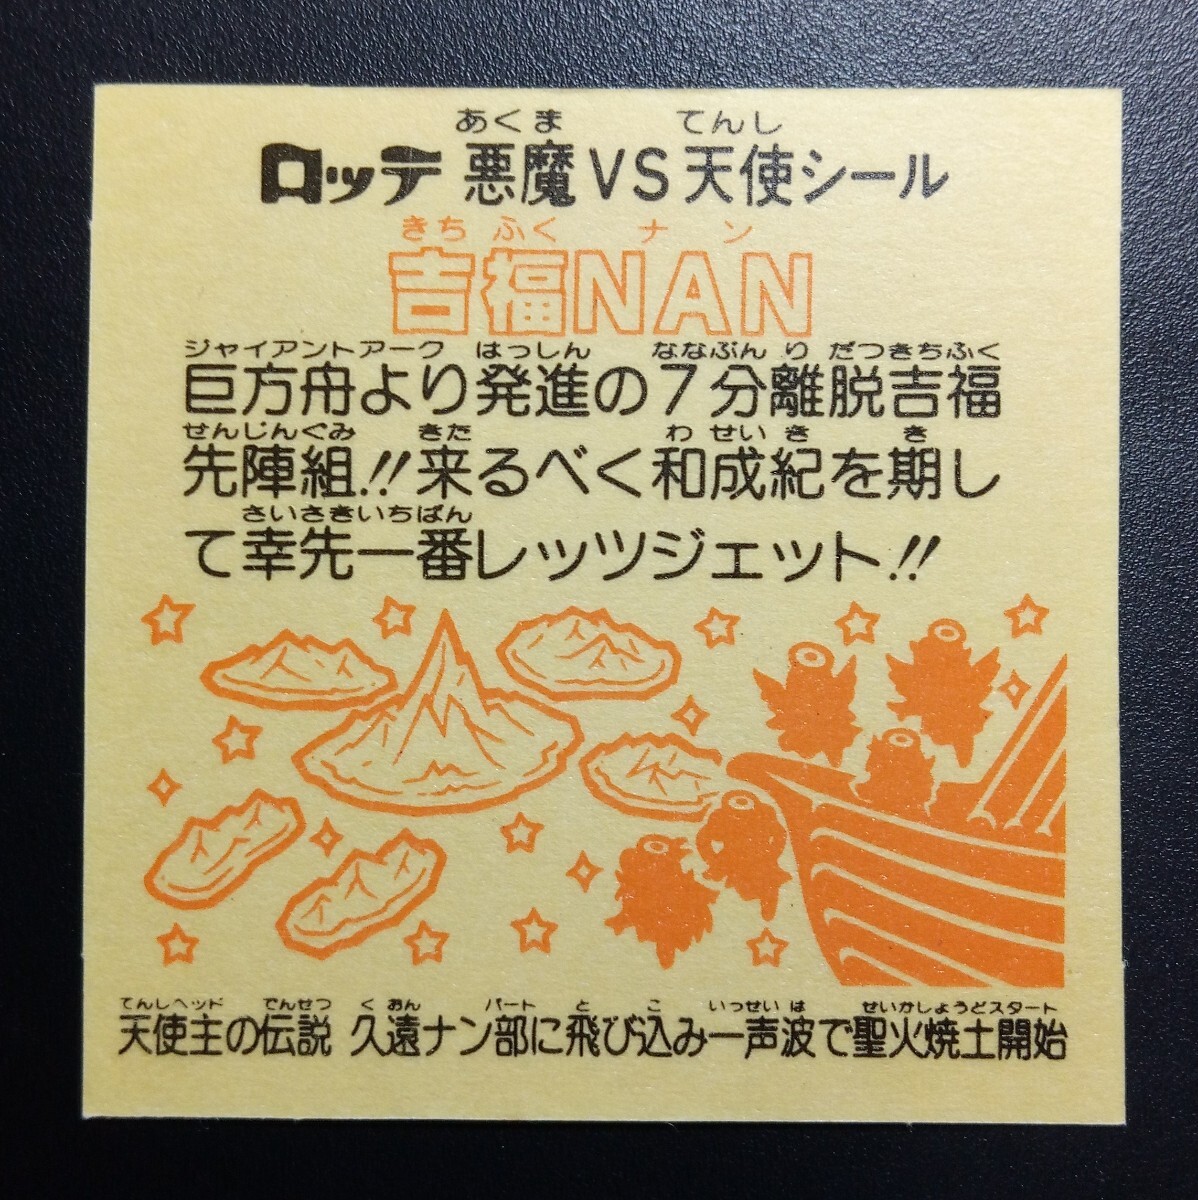 あくま てんし
ロッテ 悪魔VS天使シール
きち ふく ナン
吉福NAN
ジャイアントアーク はっしん ななぶん り だつきちふく
巨方舟より発進の7分離脱吉福
せんじんぐみ きた わ せい き き
先陣組!!来るべく和成紀を期し
さいさきいちばん
て幸先一番レッツジェット!!
てんしヘッド でんせつ く おん パート と こ いっせい は せいかしょうどスタート
天使主の伝説 久遠ナン部に飛び込み一声波で聖火焼土開始